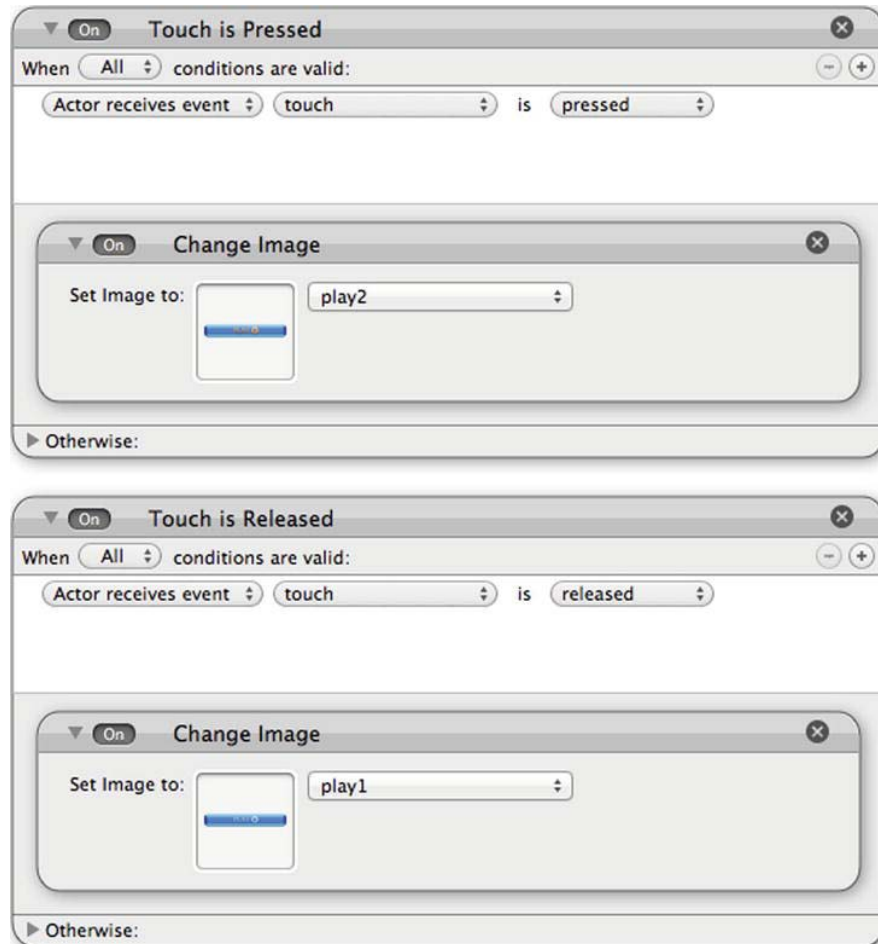 On Touch is Pressed
When All conditions are valid:
Actor receives event touch is pressed
On Change Image
Set Image to: play2
Otherwise:
On Touch is Released
When All conditions are valid:
Actor receives event touch is released
On Change Image
Set Image to: play1
Otherwise: